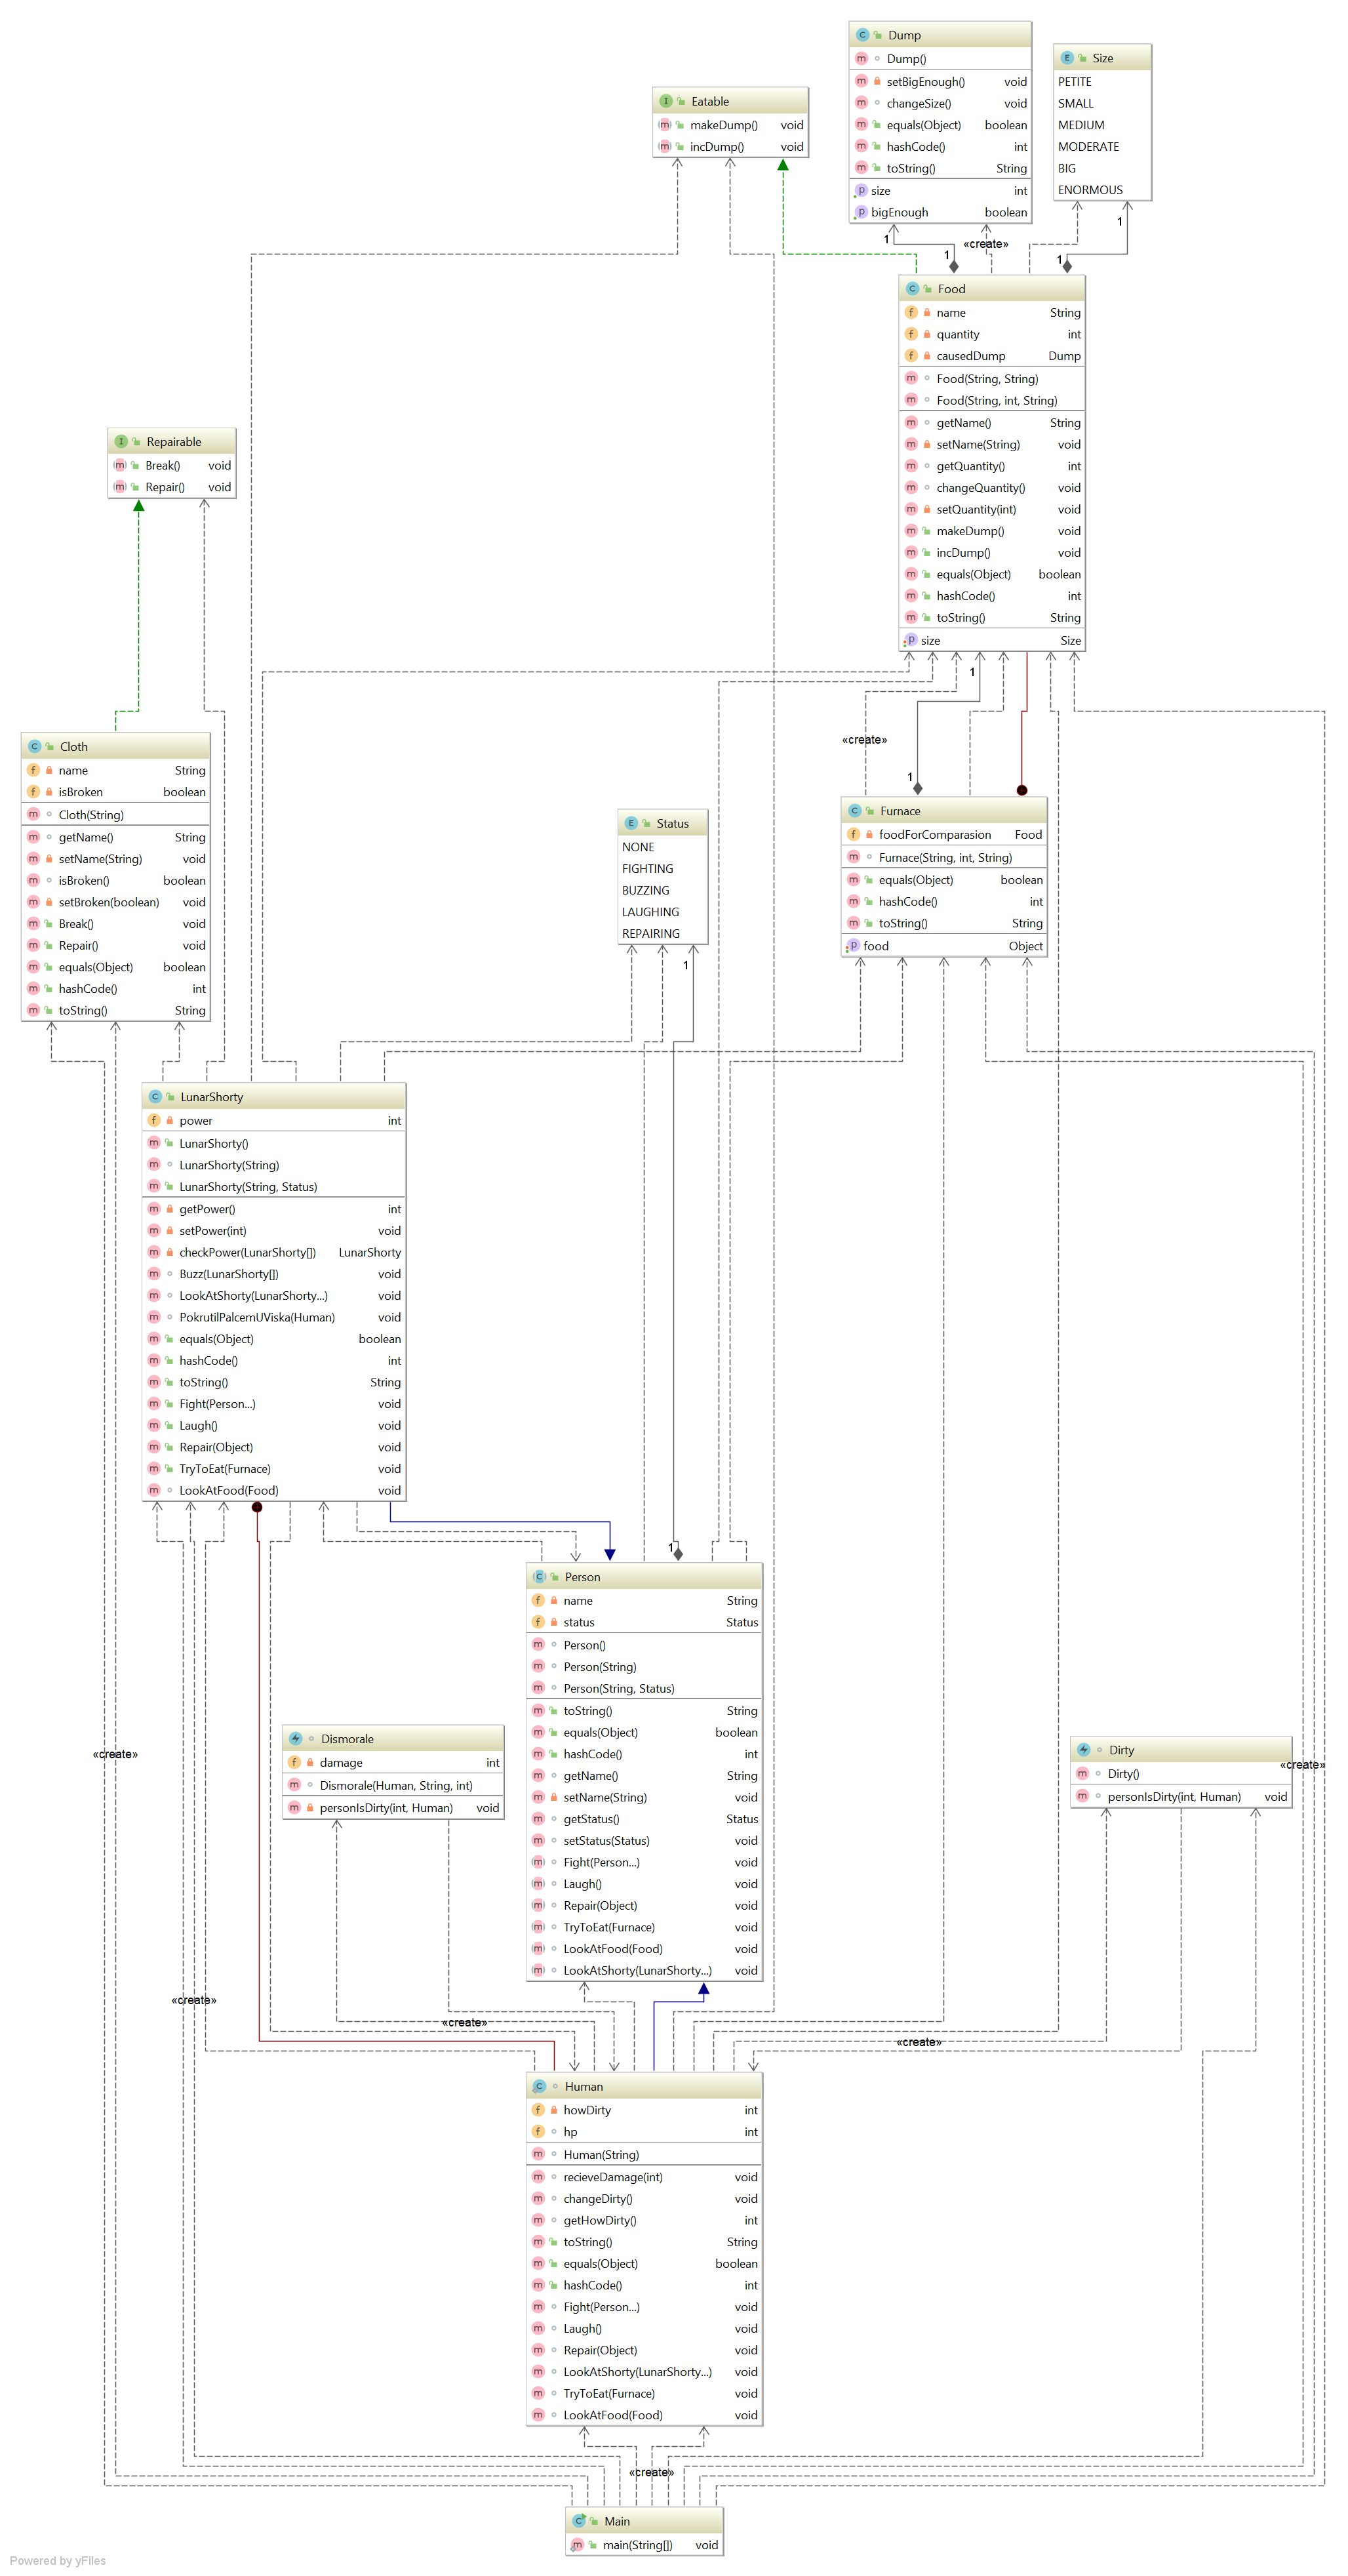 Dump
Dump()
setBigEnough() void
changeSize() void
equals(Object) boolean
hashCode() int
toString() String
size int
bigEnough boolean
Size
PETITE
SMALL
MEDIUM
MODERATE
BIG
ENORMOUS
Eatable
makeDump() void
incDump() void
1
«create»
1
1
1
Food
name String
quantity int
causedDump Dump
Food(String, String)
Food(String, int, String)
getName() String
setName(String) void
getQuantity() int
changeQuantity() void
setQuantity(int) void
makeDump() void
incDump() void
equals(Object) boolean
hashCode() int
toString() String
size Size
Repairable
Break() void
Repair() void
1
«create»
1
Cloth
name String
isBroken boolean
Cloth(String)
getName() String
setName(String) void
isBroken() boolean
setBroken(boolean) void
Break() void
Repair() void
equals(Object) boolean
hashCode() int
toString() String
Status
NONE
FIGHTING
BUZZING
LAUGHING
REPAIRING
1
Furnace
foodForComparasion Food
Furnace(String, int, String)
equals(Object) boolean
hashCode() int
toString() String
food Object
LunarShorty
power int
LunarShorty()
LunarShorty(String)
LunarShorty(String, Status)
getPower() int
setPower(int) void
checkPower(LunarShorty[]) LunarShorty
Buzz(LunarShorty[]) void
LookAtShorty(LunarShorty...) void
PokrutilPalcemUViska(Human) void
equals(Object) boolean
hashCode() int
toString() String
Fight(Person...) void
Laugh() void
Repair(Object) void
TryToEat(Furnace) void
LookAtFood(Food) void
1
Person
name String
status Status
Person()
Person(String)
Person(String, Status)
toString() String
equals(Object) boolean
hashCode() int
getName() String
setName(String) void
getStatus() Status
setStatus(Status) void
Fight(Person...) void
Laugh() void
Repair(Object) void
TryToEat(Furnace) void
LookAtFood(Food) void
LookAtShorty(LunarShorty...) void
Dismorale
damage int
Dismorale(Human, String, int)
personIsDirty(int, Human) void
Dirty
Dirty()
personIsDirty(int, Human) void
«create»
«create»
«create»
«create»
«create»
Human
howDirty int
hp int
Human(String)
recieveDamage(int) void
changeDirty() void
getHowDirty() int
toString() String
equals(Object) boolean
hashCode() int
Fight(Person...) void
Laugh() void
Repair(Object) void
LookAtShorty(LunarShorty...) void
TryToEat(Furnace) void
LookAtFood(Food) void
«create»
Main
main(String[]) void
Powered by yFiles